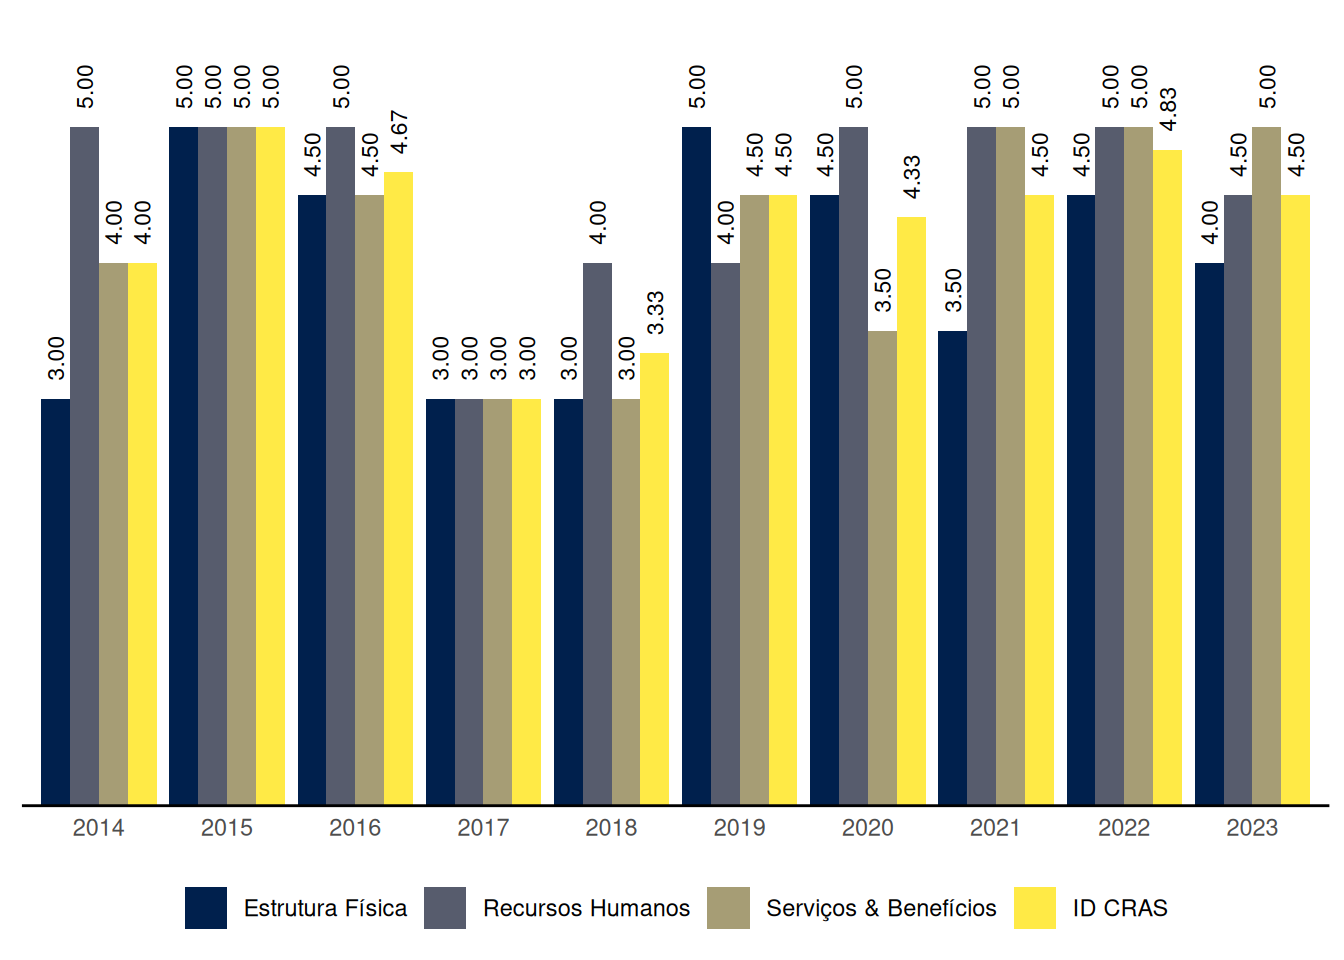 3.00 5.00 4.00 4.00 5.00 5.00 5.00 5.00 4.50 5.00 4.50 4.67 3.00 3.00 3.00 3.00 3.00 4.00 3.00 3.33 5.00 4.00 4.50 4.50 4.50 5.00 3.50 4.33 3.50 5.00 5.00 4.50 4.50 5.00 5.00 4.83 4.00 4.50 5.00 4.50
2014 2015 2016 2017 2018 2019 2020 2021 2022 2023
Estrutura Física Recursos Humanos Serviços & Benefícios ID CRAS